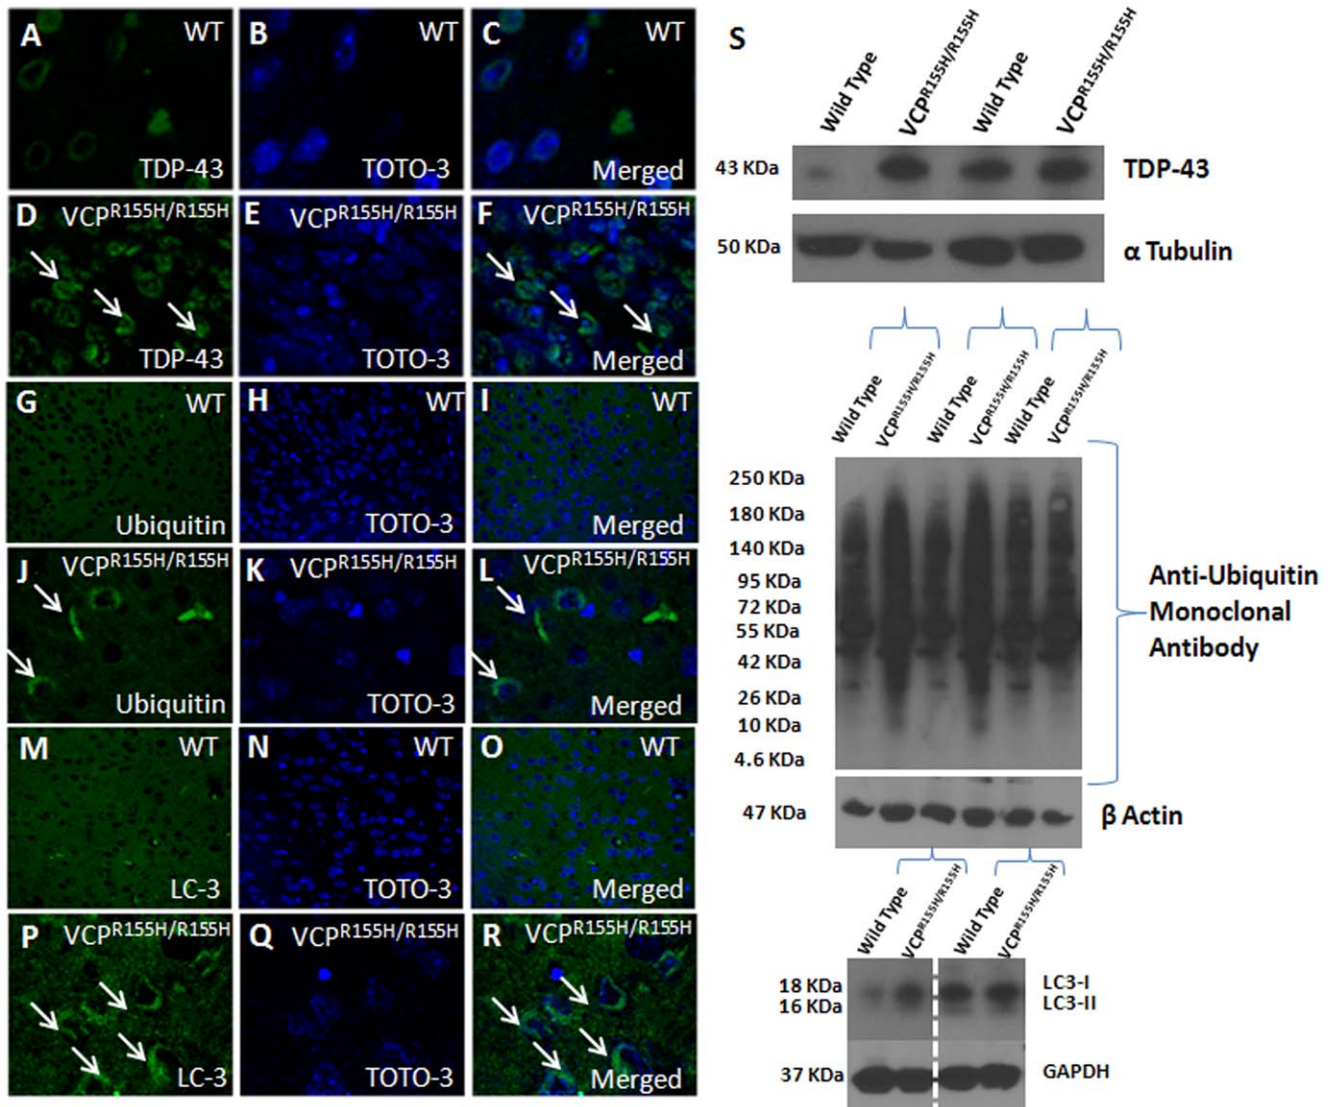 A WT
TDP-43
B WT
TOTO-3
C WT
Merged
D VCPR155H/R155H
TDP-43
E VCPR155H/R155H
TOTO-3
F VCPR155H/R155H
Merged
G WT
Ubiquitin
H WT
TOTO-3
I WT
Merged
J VCPR155H/R155H
Ubiquitin
K VCPR155H/R155H
TOTO-3
L VCPR155H/R155H
Merged
M WT
LC-3
N WT
TOTO-3
O WT
Merged
P VCPR155H/R155H
LC-3
Q VCPR155H/R155H
TOTO-3
R VCPR155H/R155H
Merged
S
Wild Type
VCPR155H/R155H
Wild Type
VCPR155H/R155H
43 KDa
TDP-43
50 KDa
α Tubulin
Wild Type
VCPR155H/R155H
Wild Type
VCPR155H/R155H
Wild Type
VCPR155H/R155H
250 KDa
180 KDa
140 KDa
95 KDa
72 KDa
55 KDa
42 KDa
26 KDa
10 KDa
4.6 KDa
Anti-Ubiquitin
Monoclonal
Antibody
47 KDa
β Actin
Wild Type
VCPR155H/R155H
Wild Type
VCPR155H/R155H
18 KDa
16 KDa
LC3-I
LC3-II
37 KDa
GAPDH